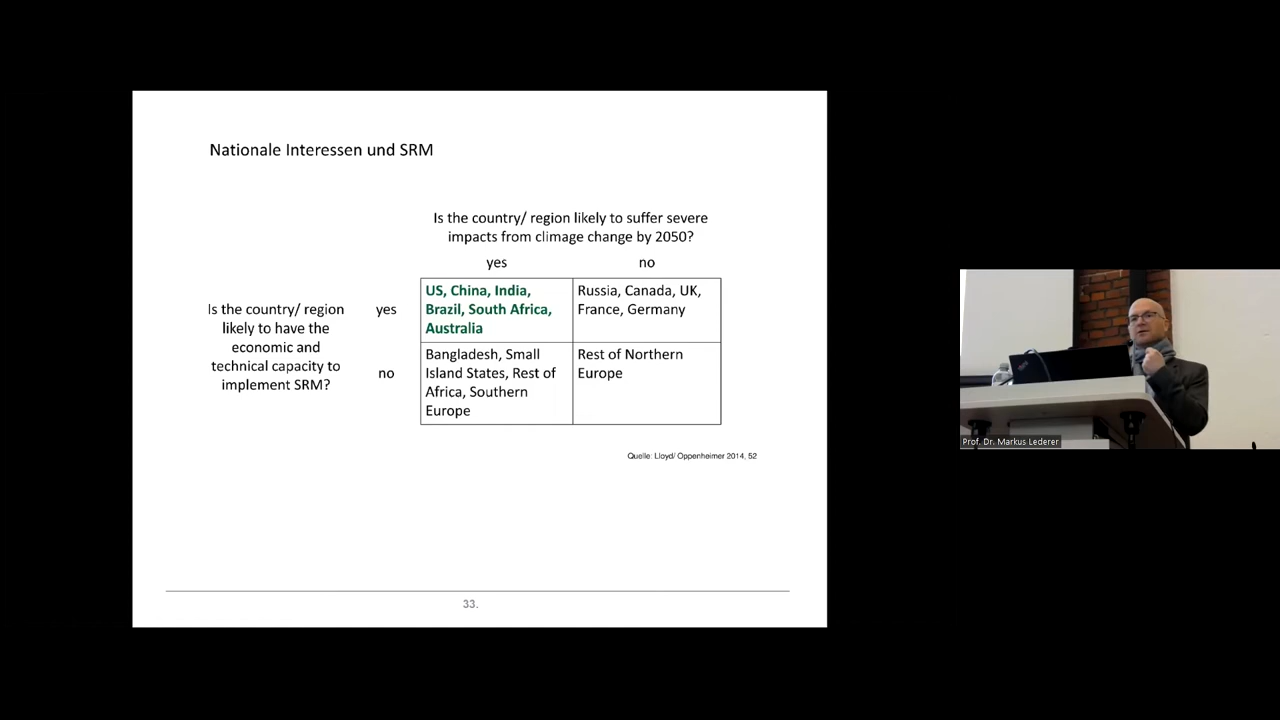 Nationale Interessen und SRM
Is the country/ region likely to suffer severe
impacts from climage change by 2050?
yes
no
Is the country/ region
likely to have the
economic and
technical capacity to
implement SRM?
yes
US, China, India,
Brazil, South Africa,
Australia
Russia, Canada, UK,
France, Germany
no
Bangladesh, Small
Island States, Rest of
Africa, Southern
Europe
Rest of Northern
Europe
Quelle: Lloyd/ Oppenheimer 2014, 52
33.
Prof. Dr. Markus Lederer